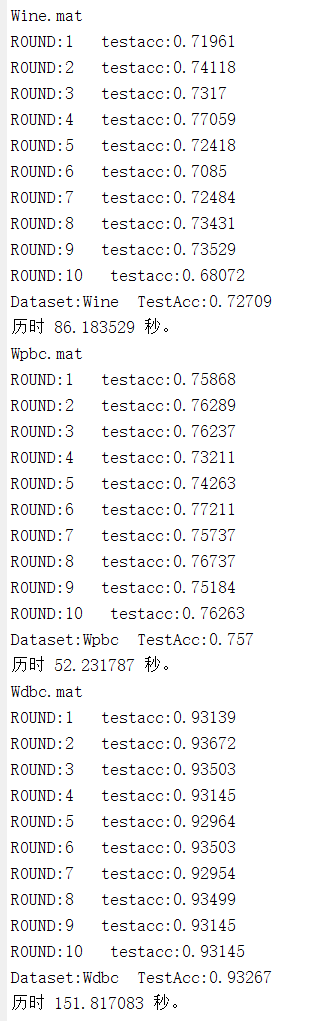 Wine.mat
ROUND:1   testacc:0.71961
ROUND:2   testacc:0.74118
ROUND:3   testacc:0.7317
ROUND:4   testacc:0.77059
ROUND:5   testacc:0.72418
ROUND:6   testacc:0.7085
ROUND:7   testacc:0.72484
ROUND:8   testacc:0.73431
ROUND:9   testacc:0.73529
ROUND:10   testacc:0.68072
Dataset:Wine  TestAcc:0.72709
历时 86.183529 秒。
Wpbc.mat
ROUND:1   testacc:0.75868
ROUND:2   testacc:0.76289
ROUND:3   testacc:0.76237
ROUND:4   testacc:0.73211
ROUND:5   testacc:0.74263
ROUND:6   testacc:0.77211
ROUND:7   testacc:0.75737
ROUND:8   testacc:0.76737
ROUND:9   testacc:0.75184
ROUND:10   testacc:0.76263
Dataset:Wpbc  TestAcc:0.757
历时 52.231787 秒。
Wdbc.mat
ROUND:1   testacc:0.93139
ROUND:2   testacc:0.93672
ROUND:3   testacc:0.93503
ROUND:4   testacc:0.93145
ROUND:5   testacc:0.92964
ROUND:6   testacc:0.93503
ROUND:7   testacc:0.92954
ROUND:8   testacc:0.93499
ROUND:9   testacc:0.93145
ROUND:10   testacc:0.93145
Dataset:Wdbc  TestAcc:0.93267
历时 151.817083 秒。